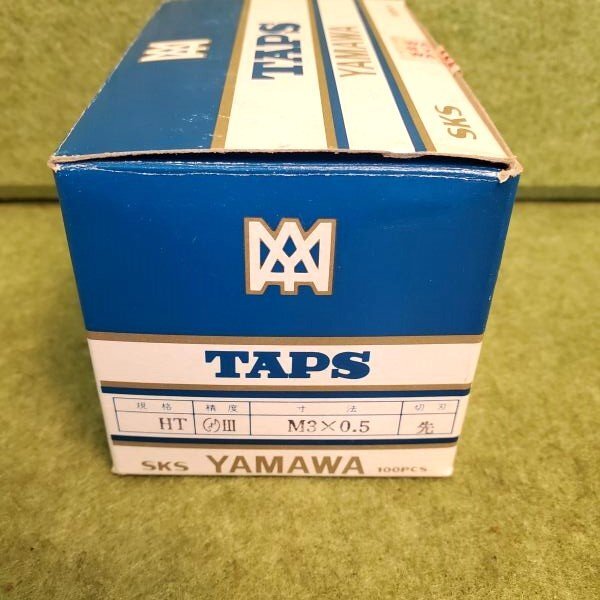 TAPS
YAMAWA
SKS
TAPS
規格 精度 寸法 切刃
HT III M3×0.5 先
SKS YAMAWA 100PCS